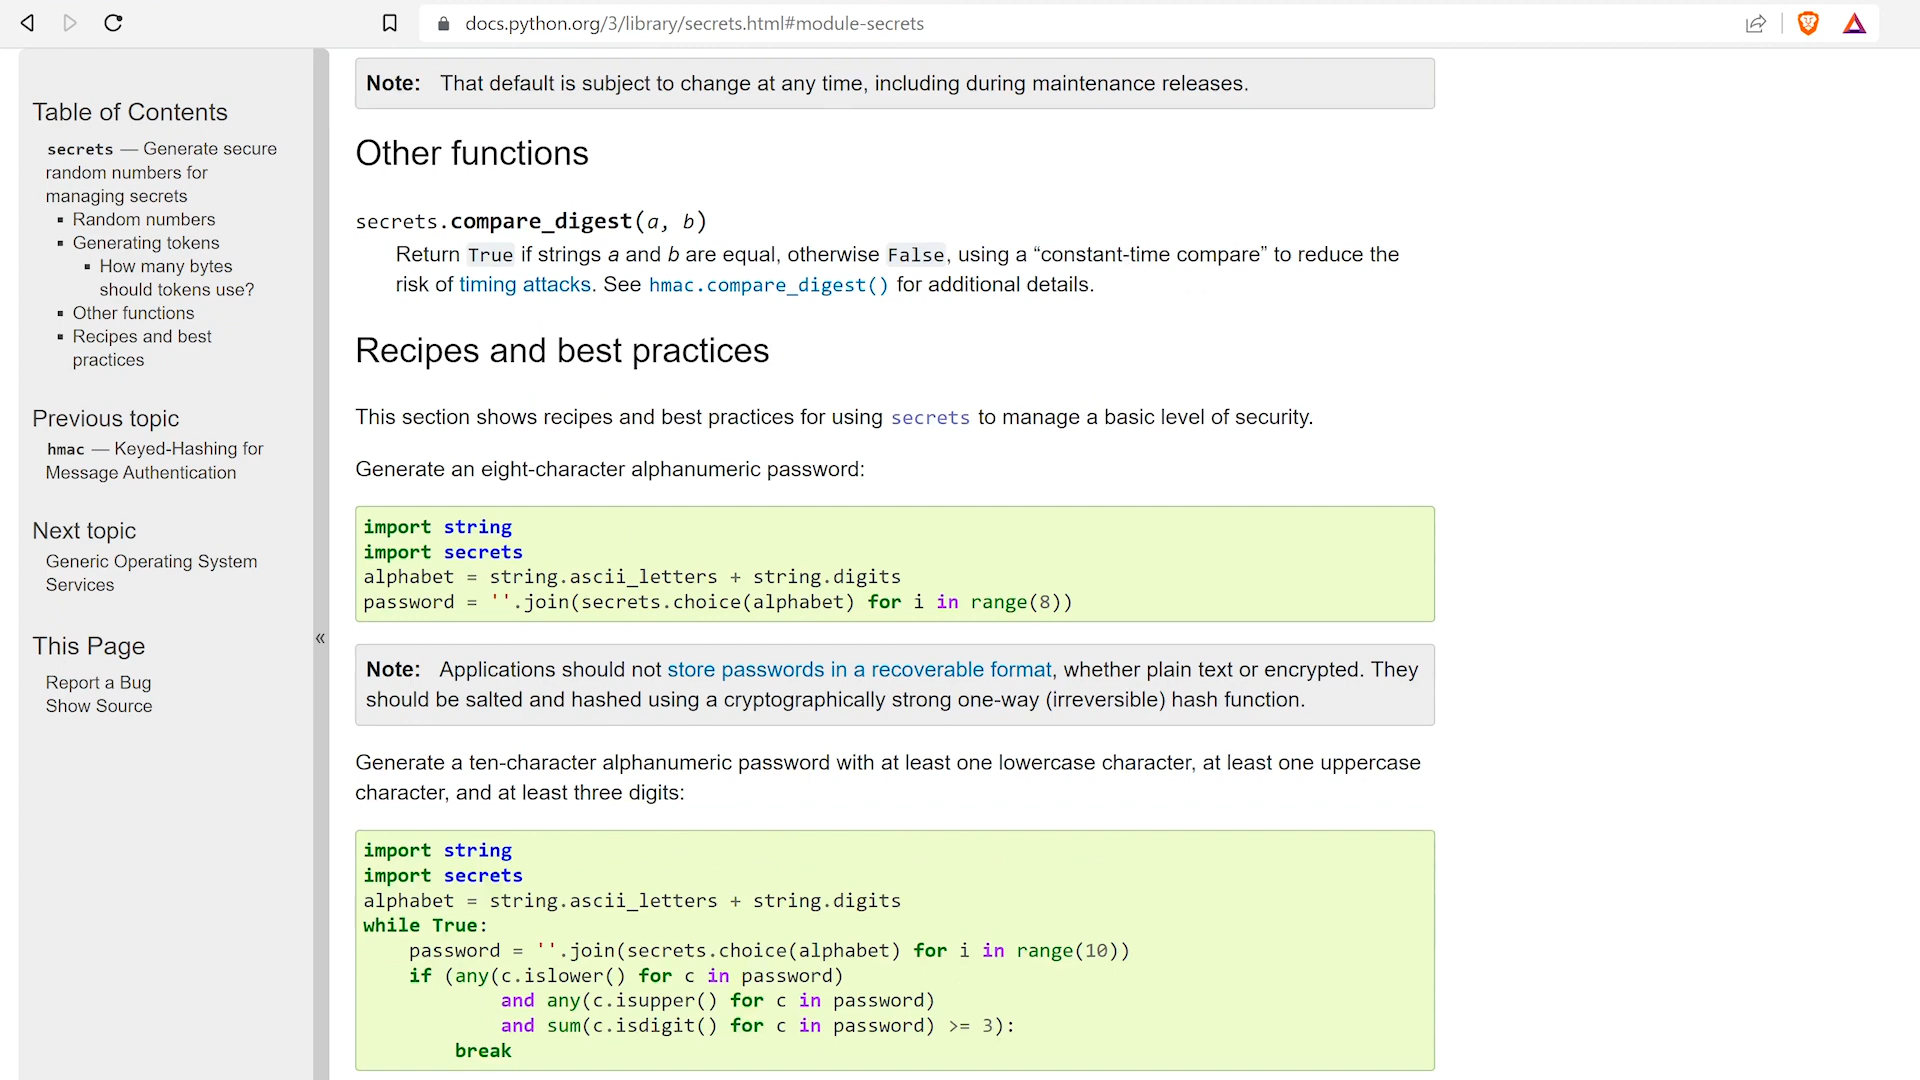 docs.python.org/3/library/secrets.html#module-secrets
Table of Contents
secrets — Generate secure
random numbers for
managing secrets
Random numbers
Generating tokens
How many bytes
should tokens use?
Other functions
Recipes and best
practices
Previous topic
hmac — Keyed-Hashing for
Message Authentication
Next topic
Generic Operating System
Services
This Page
Report a Bug
Show Source
«
Note: That default is subject to change at any time, including during maintenance releases.
Other functions
secrets.compare_digest(a, b)
Return True if strings a and b are equal, otherwise False, using a “constant-time compare” to reduce the
risk of timing attacks. See hmac.compare_digest() for additional details.
Recipes and best practices
This section shows recipes and best practices for using secrets to manage a basic level of security.
Generate an eight-character alphanumeric password:
import string
import secrets
alphabet = string.ascii_letters + string.digits
password = ''.join(secrets.choice(alphabet) for i in range(8))
Note: Applications should not store passwords in a recoverable format, whether plain text or encrypted. They
should be salted and hashed using a cryptographically strong one-way (irreversible) hash function.
Generate a ten-character alphanumeric password with at least one lowercase character, at least one uppercase
character, and at least three digits:
import string
import secrets
alphabet = string.ascii_letters + string.digits
while True:
    password = ''.join(secrets.choice(alphabet) for i in range(10))
    if (any(c.islower() for c in password)
            and any(c.isupper() for c in password)
            and sum(c.isdigit() for c in password) >= 3):
        break